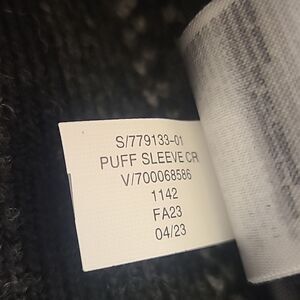 S/779133-01
PUFF SLEEVE CR
V/700068586
1142
FA23
04/23